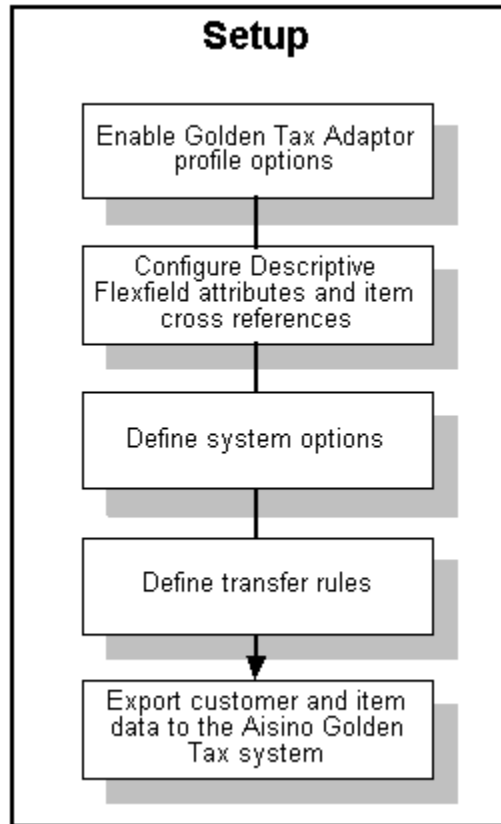 Setup
Enable Golden Tax Adaptor
profile options
Configure Descriptive
Flexfield attributes and item
cross references
Define system options
Define transfer rules
Export customer and item
data to the Aisino Golden
Tax system